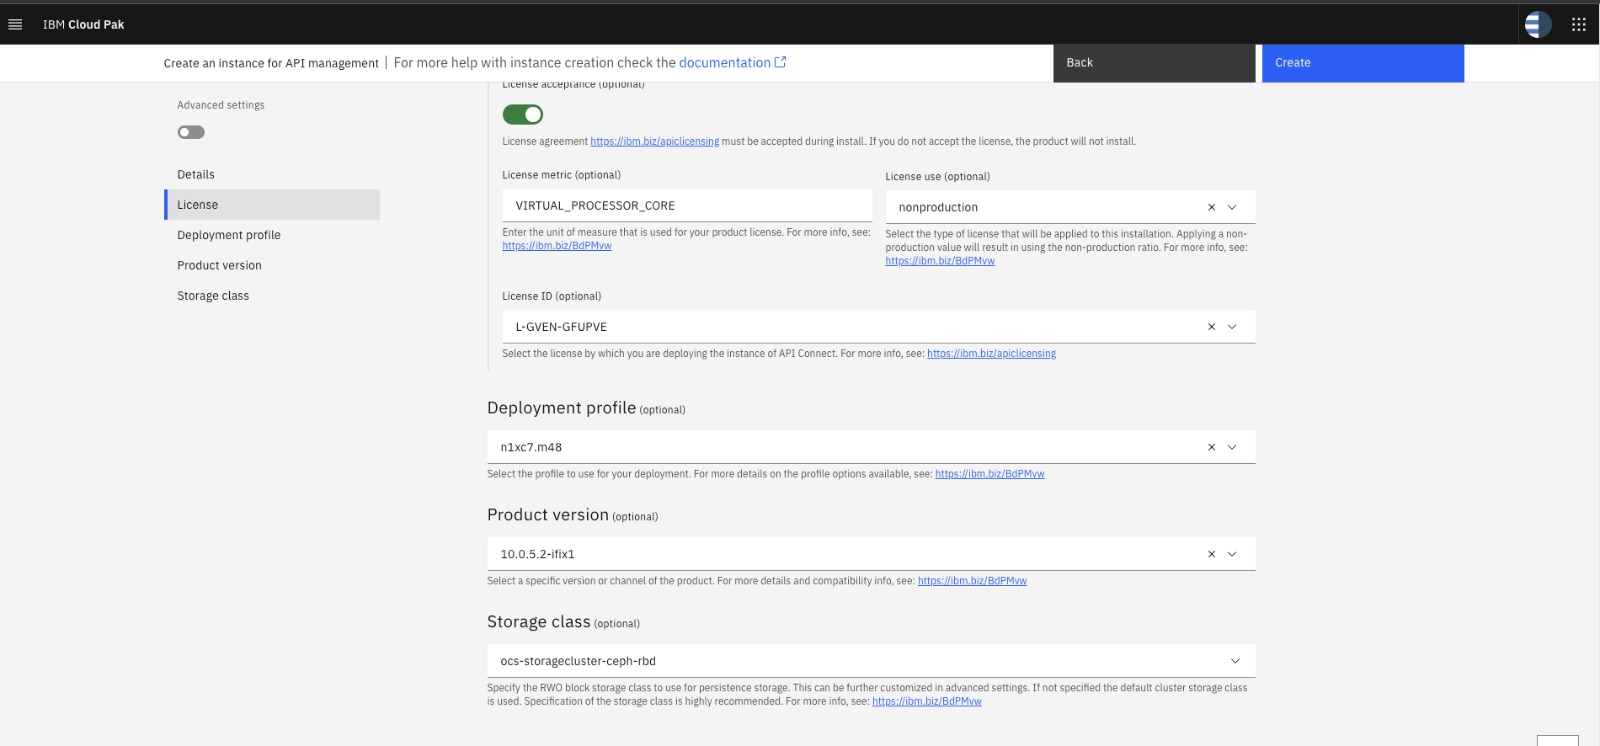 IBM Cloud Pak
Create an instance for API management | For more help with instance creation check the documentation
Back
Create
Advanced settings
Details
License
Deployment profile
Product version
Storage class
License acceptance (optional)
License agreement https://ibm.biz/apiclicensing must be accepted during install. If you do not accept the license, the product will not install.
License metric (optional)
VIRTUAL_PROCESSOR_CORE
Enter the unit of measure that is used for your product license. For more info, see:
https://ibm.biz/BdPMvw
License use (optional)
nonproduction
Select the type of license that will be applied to this installation. Applying a non-
production value will result in using the non-production ratio. For more info, see:
https://ibm.biz/BdPMvw
License ID (optional)
L-GVEN-GFUPVE
Select the license by which you are deploying the instance of API Connect. For more info, see: https://ibm.biz/apiclicensing
Deployment profile (optional)
n1xc7.m48
Select the profile to use for your deployment. For more details on the profile options available, see: https://ibm.biz/BdPMvw
Product version (optional)
10.0.5.2-ifix1
Select a specific version or channel of the product. For more details and compatibility info, see: https://ibm.biz/BdPMvw
Storage class (optional)
ocs-storagecluster-ceph-rbd
Specify the RWO block storage class to use for persistence storage. This can be further customized in advanced settings. If not specified the default cluster storage class
is used. Specification of the storage class is highly recommended. For more info, see: https://ibm.biz/BdPMvw